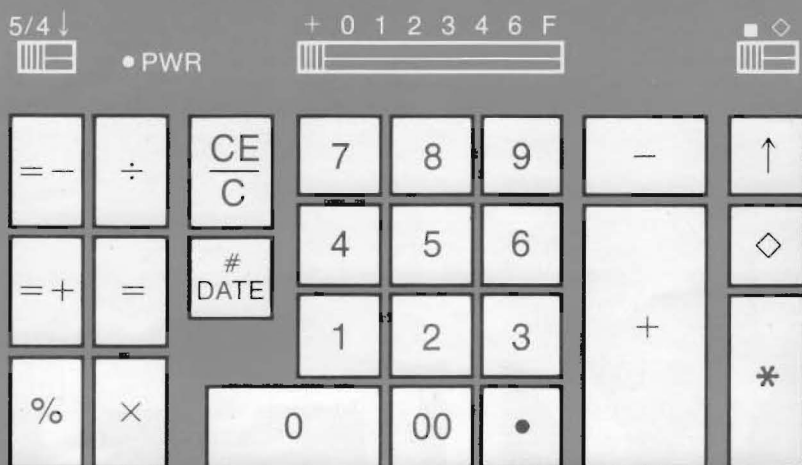 5/4↓ + 0 1 2 3 4 6 F ■ ◇
• PWR
=− ÷ CE/C 7 8 9 − ↑
=+ = # DATE 4 5 6 ◇
1 2 3 + *
% × 0 00 •